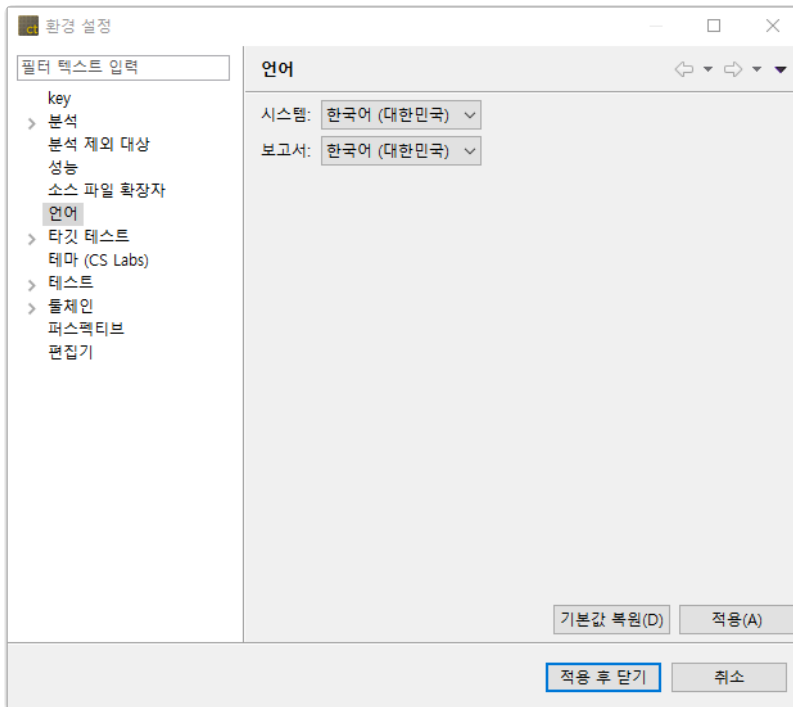 ct 환경 설정
필터 텍스트 입력
key
분석
분석 제외 대상
성능
소스 파일 확장자
언어
타깃 테스트
테마 (CS Labs)
테스트
툴체인
퍼스펙티브
편집기
언어
시스템: 한국어 (대한민국)
보고서: 한국어 (대한민국)
기본값 복원(D) 적용(A)
적용 후 닫기 취소